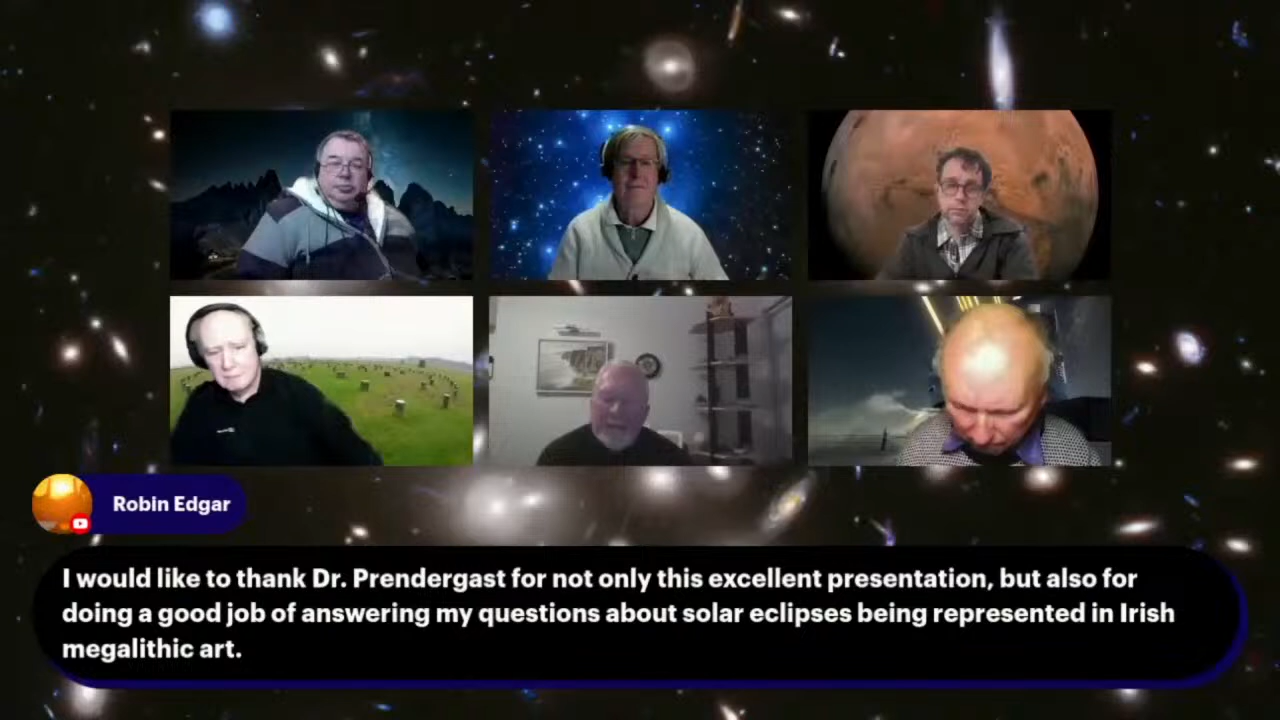 Robin Edgar
I would like to thank Dr. Prendergast for not only this excellent presentation, but also for
doing a good job of answering my questions about solar eclipses being represented in Irish
megalithic art.